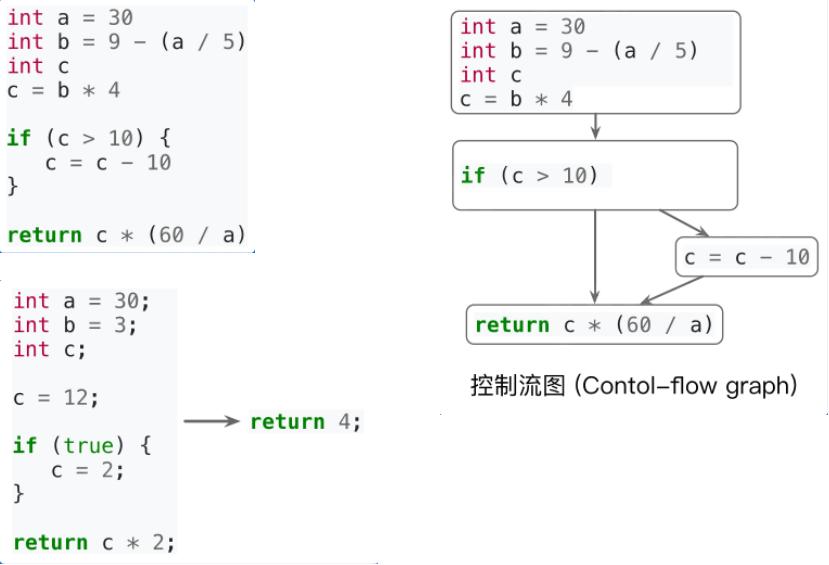 int a = 30
int b = 9 - (a / 5)
int c
c = b * 4
if (c > 10) {
c = c - 10
}
return c * (60 / a)
int a = 30;
int b = 3;
int c;
c = 12;
if (true) {
c = 2;
}
return c * 2;
return 4;
int a = 30
int b = 9 - (a / 5)
int c
c = b * 4
if (c > 10)
c = c - 10
return c * (60 / a)
控制流图 (Contol-flow graph)